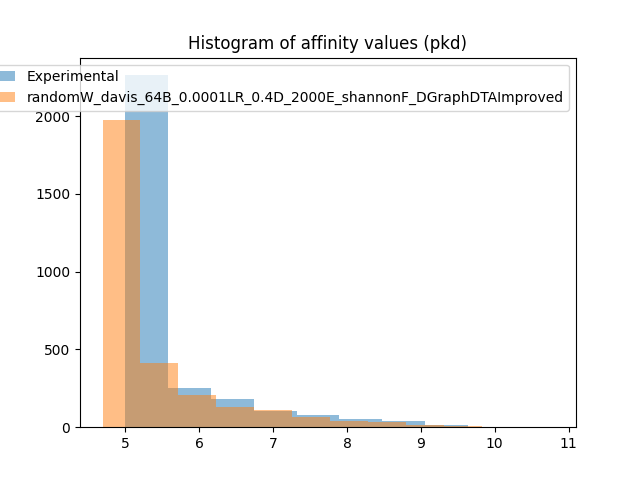 Histogram of affinity values (pkd)
Experimental
randomW_davis_64B_0.0001LR_0.4D_2000E_shannonF_DGraphDTAImproved
2000
1500
1000
500
0
5 6 7 8 9 10 11